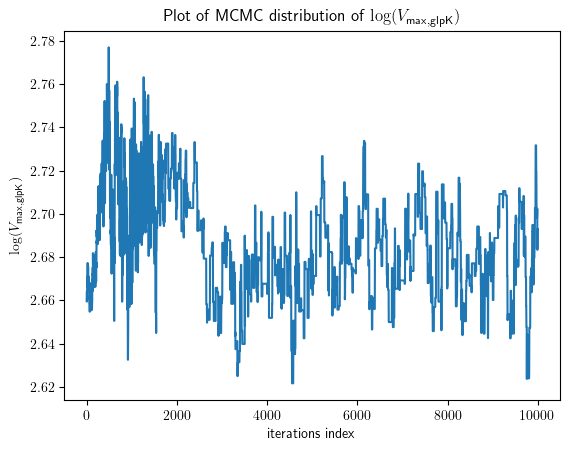 Plot of MCMC distribution of log(V_max,glpK)
2.78
2.76
2.74
2.72
2.70
2.68
2.66
2.64
2.62
log(V_max,glpK)
0 2000 4000 6000 8000 10000
iterations index